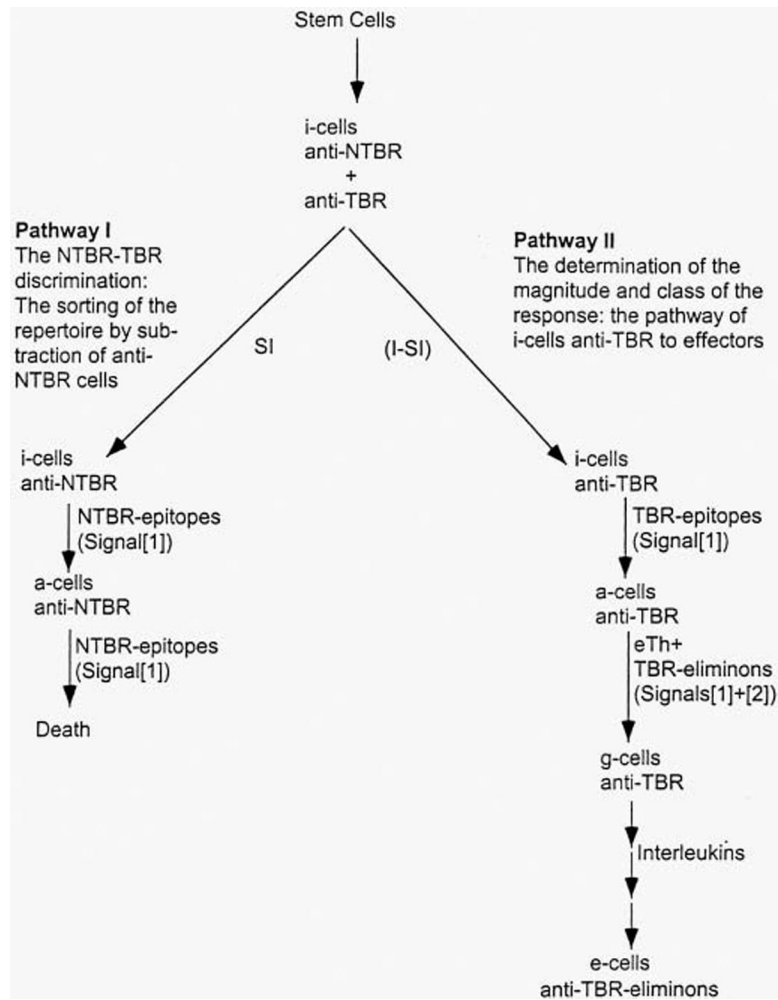 Stem Cells
i-cells
anti-NTBR
+
anti-TBR
Pathway I
The NTBR-TBR
discrimination:
The sorting of the
repertoire by sub-
traction of anti-
NTBR cells
Pathway II
The determination of the
magnitude and class of the
response: the pathway of
i-cells anti-TBR to effectors
SI
(I-SI)
i-cells
anti-NTBR
NTBR-epitopes
(Signal[1])
a-cells
anti-NTBR
NTBR-epitopes
(Signal[1])
Death
i-cells
anti-TBR
TBR-epitopes
(Signal[1])
a-cells
anti-TBR
eTh+
TBR-eliminons
(Signals[1]+[2])
g-cells
anti-TBR
Interleukins
e-cells
anti-TBR-eliminons